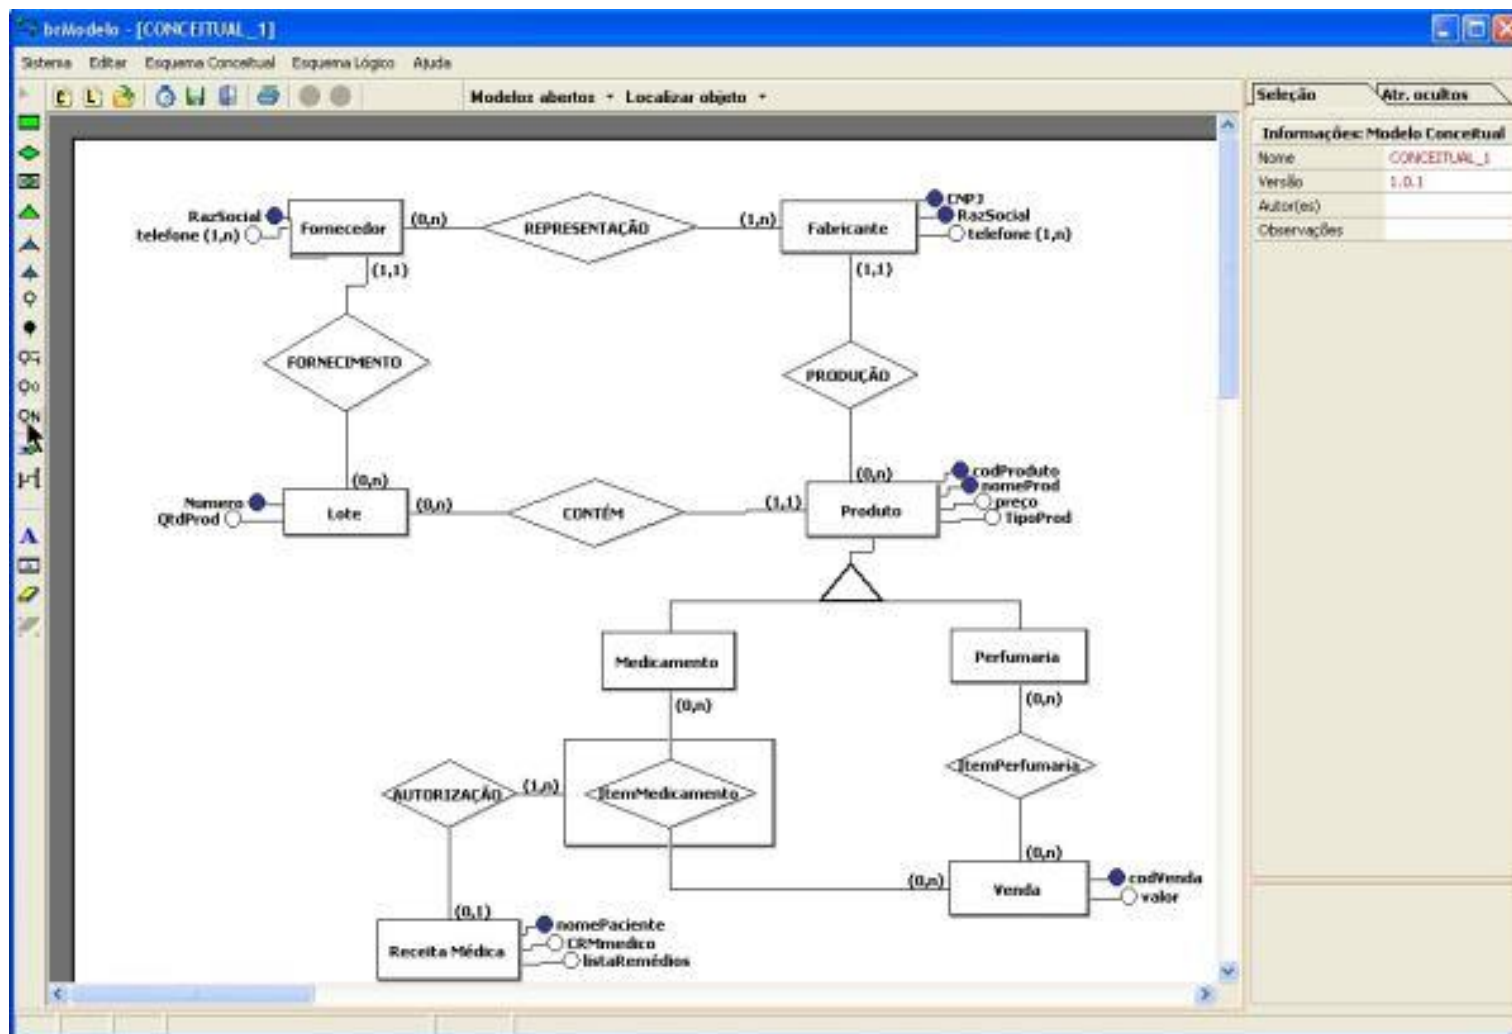 brModelo - [CONCEITUAL_1]
Sistema Editar Esquema Conceitual Esquema Lógico Ajuda
Modelos abertos Localizar objeto
Seleção Atr. ocultos
Informações: Modelo Conceitual
Nome CONCEITUAL_1
Versão 1.0.1
Autor(es)
Observações
RazSocial
telefone (1,n)
Fornecedor
(0,n)
REPRESENTAÇÃO
(1,n)
Fabricante
CNPJ
RazSocial
telefone (1,n)
(1,1)
(1,1)
FORNECIMENTO
PRODUÇÃO
(0,n)
(0,n)
Numero
QtdProd
Lote
(0,n)
CONTÉM
(1,1)
Produto
codProduto
nomeProd
preço
TipoProd
Medicamento
Perfumaria
(0,n)
(0,n)
AUTORIZAÇÃO
(1,n)
ItemMedicamento
ItemPerfumaria
(0,n)
(0,n)
Venda
codVenda
valor
(0,1)
Receita Médica
nomePaciente
CRMmedico
listaRemédios